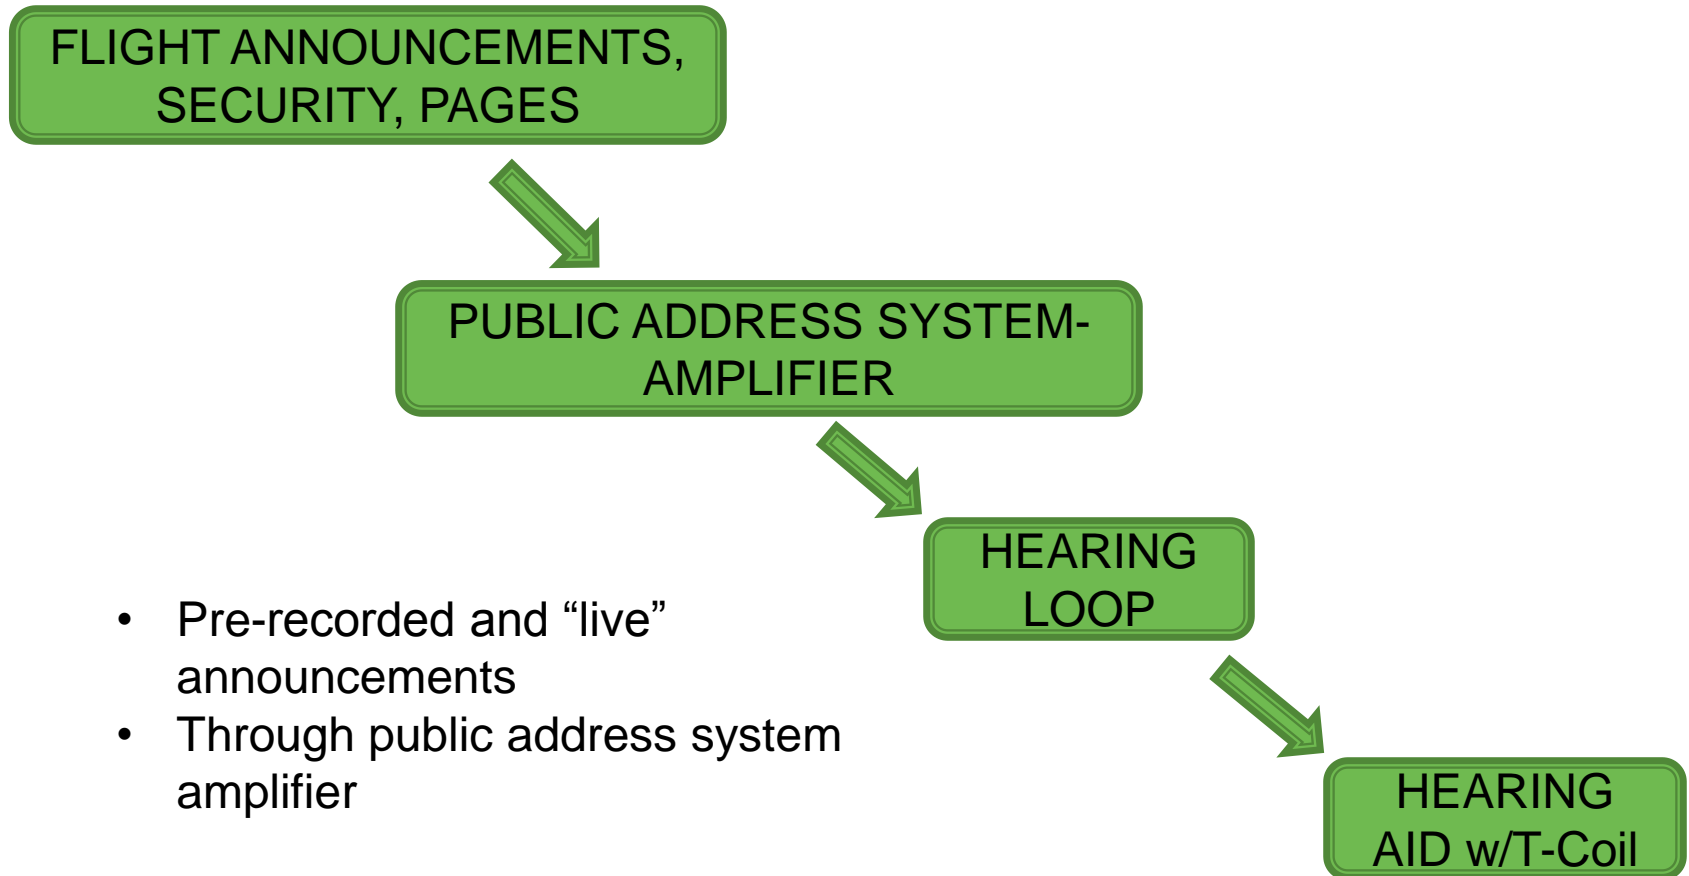 FLIGHT ANNOUNCEMENTS,
SECURITY, PAGES
PUBLIC ADDRESS SYSTEM-
AMPLIFIER
HEARING
LOOP
• Pre-recorded and “live”
announcements
• Through public address system
amplifier
HEARING
AID w/T-Coil